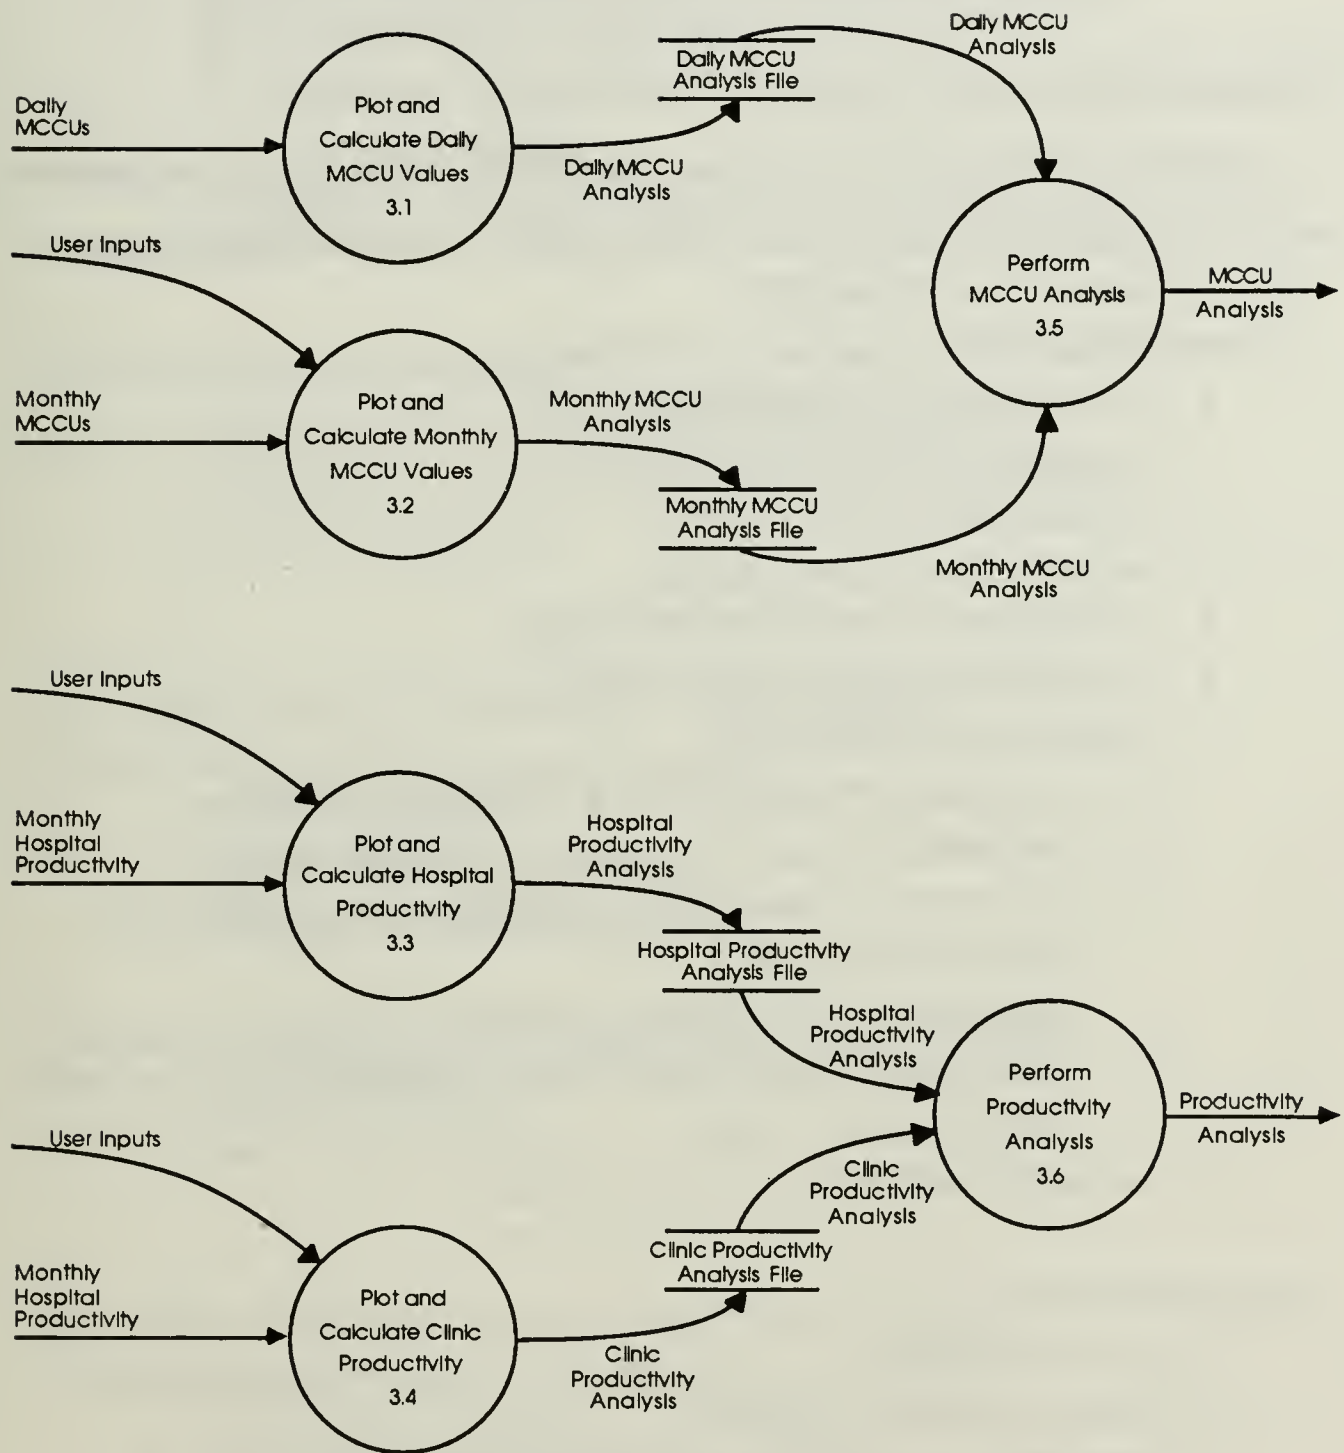 Daily MCCU
Analysis
Daily MCCU
Analysis File
Daily
MCCUs
Plot and
Calculate Daily
MCCU Values
3.1
Daily MCCU
Analysis
User Inputs
Perform
MCCU Analysis
3.5
MCCU
Analysis
Monthly
MCCUs
Plot and
Calculate Monthly
MCCU Values
3.2
Monthly MCCU
Analysis
Monthly MCCU
Analysis File
Monthly MCCU
Analysis
User Inputs
Monthly
Hospital
Productivity
Plot and
Calculate Hospital
Productivity
3.3
Hospital
Productivity
Analysis
Hospital Productivity
Analysis File
Hospital
Productivity
Analysis
Perform
Productivity
Analysis
3.6
Productivity
Analysis
User Inputs
Clinic
Productivity
Analysis
Clinic Productivity
Analysis File
Monthly
Hospital
Productivity
Plot and
Calculate Clinic
Productivity
3.4
Clinic
Productivity
Analysis